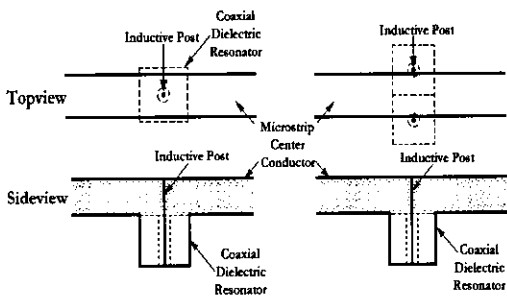 Coaxial
Dielectric
Resonator
Inductive Post
Inductive Post
Topview
Microstrip
Center
Conductor
Inductive Post
Inductive Post
Sideview
Coaxial
Dielectric
Resonator
Coaxial
Dielectric
Resonator